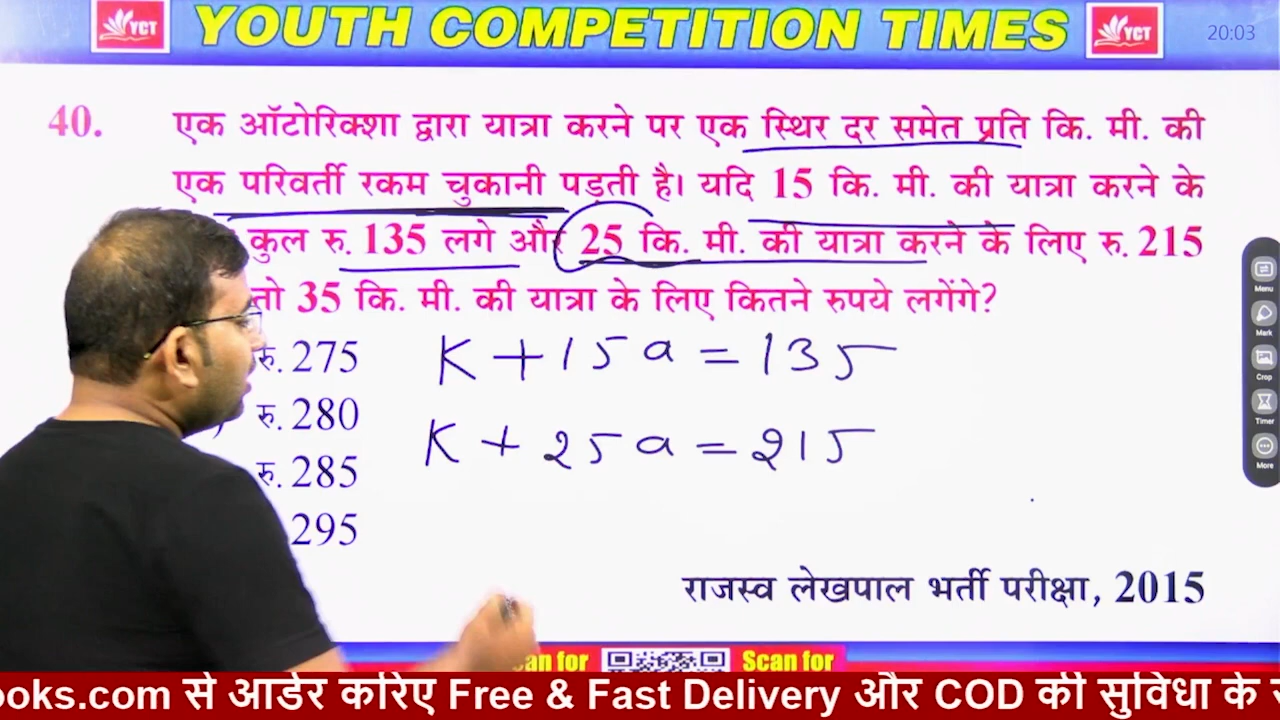 YCT
YOUTH COMPETITION TIMES
YCT
20:03
40. एक ऑटोरिक्शा द्वारा यात्रा करने पर एक स्थिर दर समेत प्रति कि. मी. की
एक परिवर्ती रकम चुकानी पड़ती है। यदि 15 कि. मी. की यात्रा करने के
कुल रु. 135 लगे और 25 कि. मी. की यात्रा करने के लिए रु. 215
तो 35 कि. मी. की यात्रा के लिए कितने रुपये लगेंगे?
रु. 275
रु. 280
रु. 285
295
K + 15a = 135
K + 25a = 215
राजस्व लेखपाल भर्ती परीक्षा, 2015
Menu
Mark
Crop
Timer
More
an for
Scan for
ooks.com से आर्डर करिए Free & Fast Delivery और COD की सुविधा के